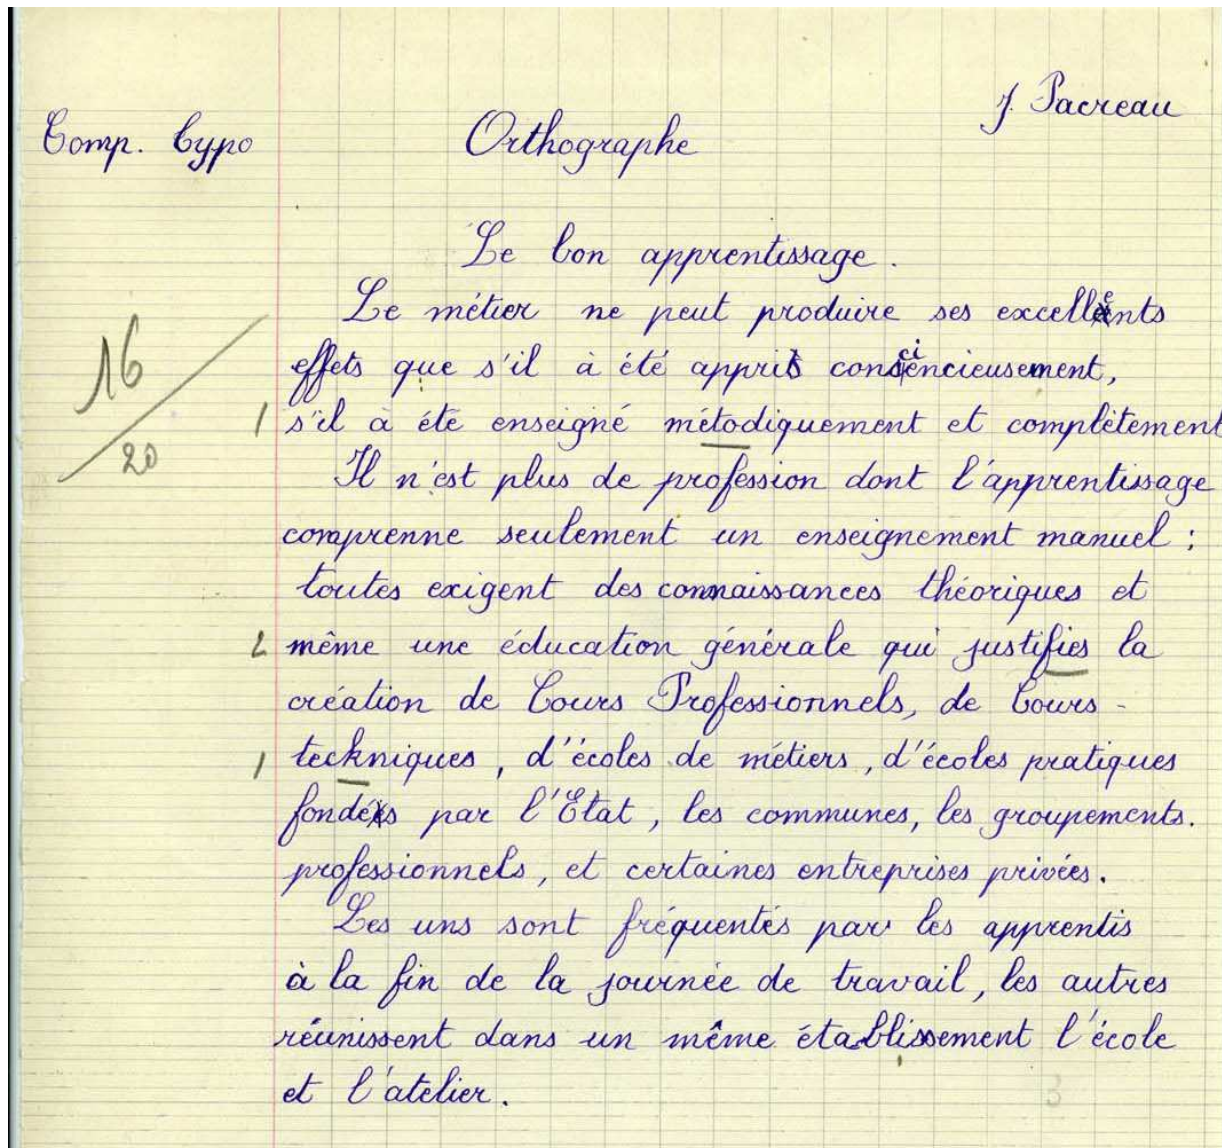 J. Pacreau
Comp. Typo
Orthographe
Le bon apprentissage.
Le métier ne peut produire ses excellents
effets que s'il à été appris consciencieusement,
16
20
1 s'il à été enseigné métodiquement et complètement
Il n'est plus de profession dont l'apprentissage
comprenne seulement un enseignement manuel :
toutes exigent des connaissances théoriques et
2 même une éducation générale qui justifies la
création de Cours Professionnels, de Cours -
1 teckniques, d'écoles de métiers, d'écoles pratiques
fondés par l'Etat, les communes, les groupements.
professionnels, et certaines entreprises privées.
Les uns sont fréquentés par les apprentis
à la fin de la journée de travail, les autres
réunissent dans un même établissement l'école
et l'atelier.